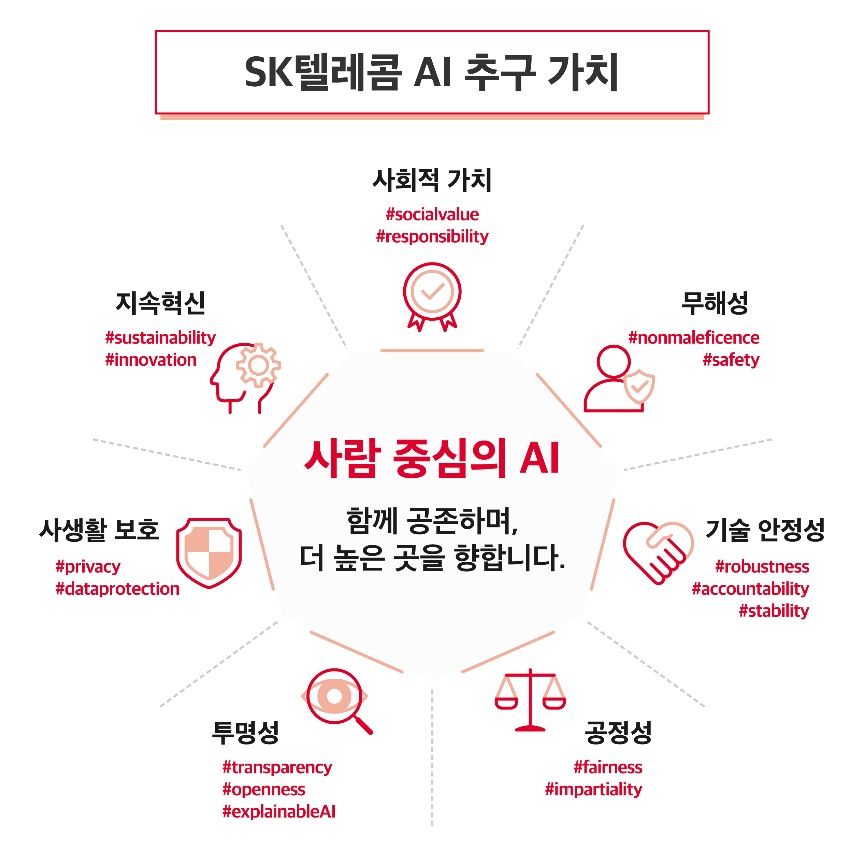 SK텔레콤 AI 추구 가치
사회적 가치
#socialvalue
#responsibility
무해성
#nonmaleficence
#safety
기술 안정성
#robustness
#accountability
#stability
공정성
#fairness
#impartiality
투명성
#transparency
#openness
#explainableAI
사생활 보호
#privacy
#dataprotection
지속혁신
#sustainability
#innovation
사람 중심의 AI
함께 공존하며,
더 높은 곳을 향합니다.